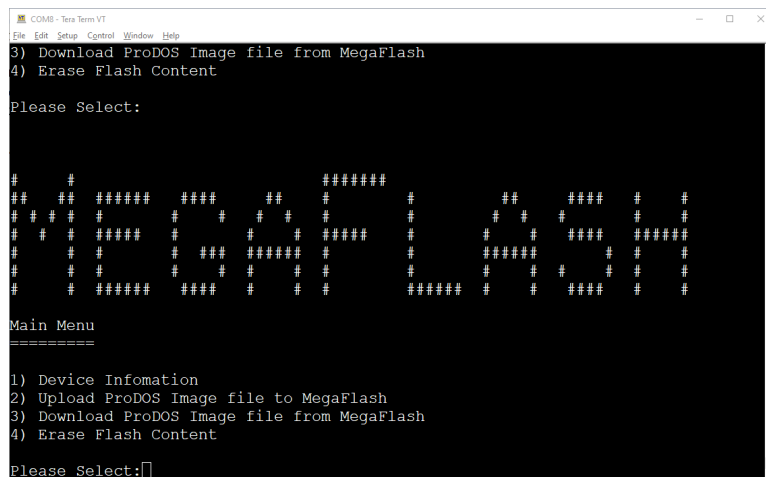 COM8 - Tera Term VT
File Edit Setup Control Window Help
3) Download ProDOS Image file from MegaFlash
4) Erase Flash Content
Please Select:
MEGAFLASH
Main Menu
=========
1) Device Infomation
2) Upload ProDOS Image file to MegaFlash
3) Download ProDOS Image file from MegaFlash
4) Erase Flash Content
Please Select: